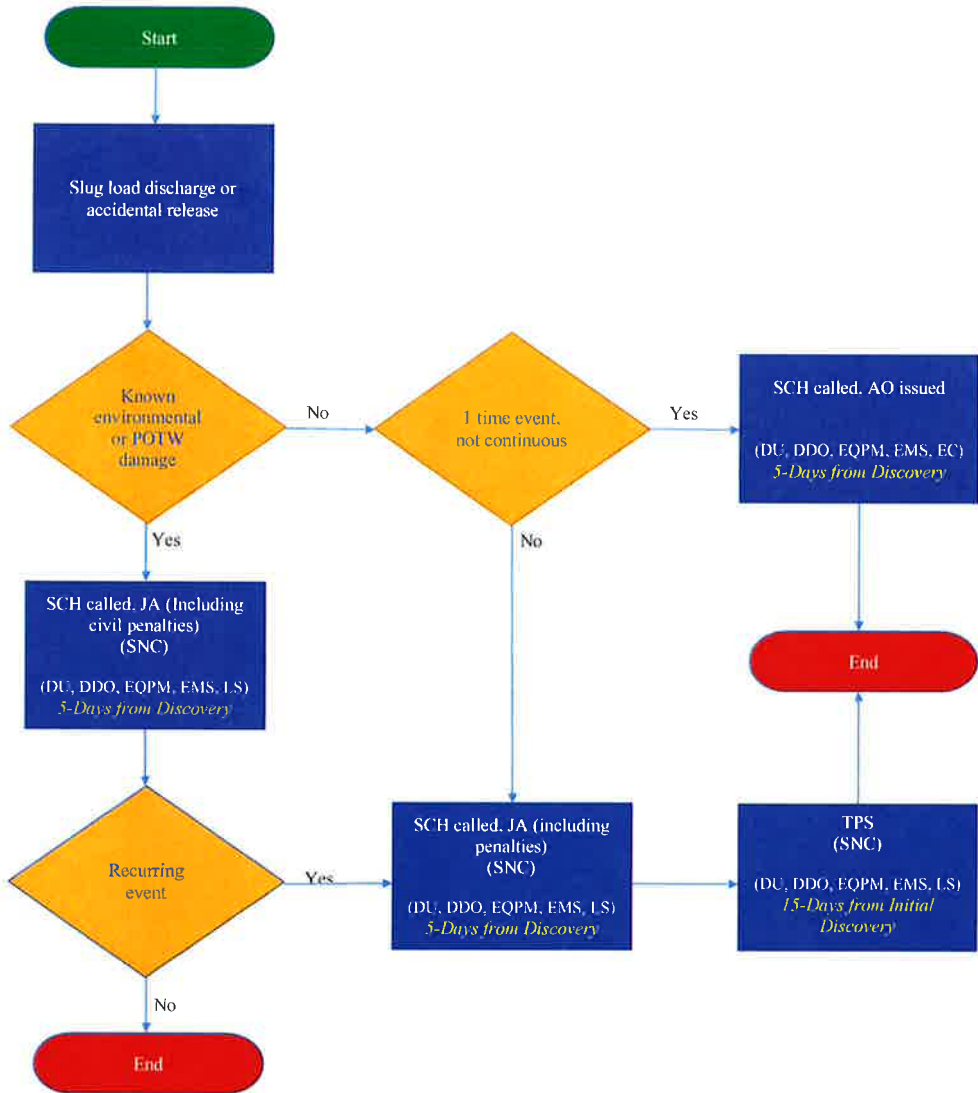 Start
Slug load discharge or
accidental release
Known
environmental
or POTW
damage
No
1 time event,
not continuous
Yes
SCH called. AO issued
(DU, DDO, EQPM, EMS, EC)
5-Days from Discovery
Yes
No
SCH called. JA (Including
civil penalties)
(SNC)
(DU, DDO, EQPM, EMS, LS)
5-Days from Discovery
End
Recurring
event
Yes
SCH called. JA (including
penalties)
(SNC)
(DU, DDO, EQPM, EMS, LS)
5-Days from Discovery
TPS
(SNC)
(DU, DDO, EQPM, EMS, LS)
15-Days from Initial
Discovery
No
End